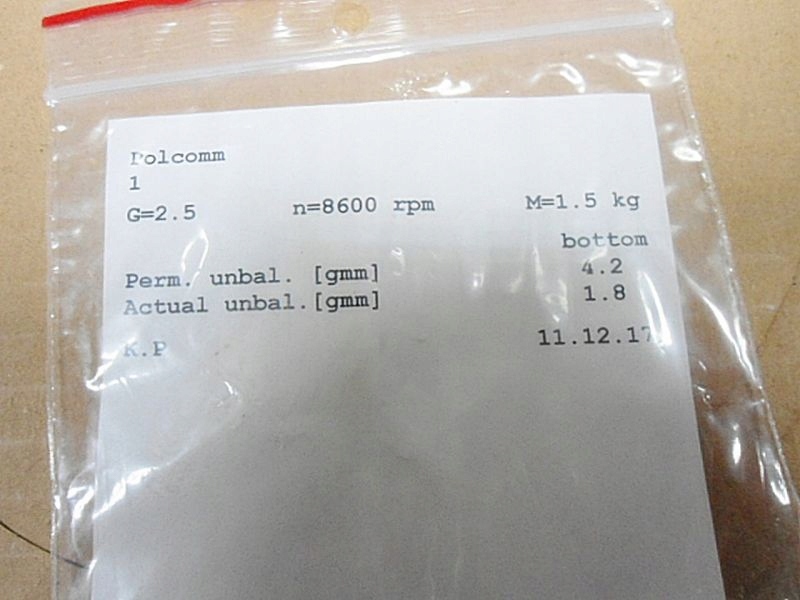 Polcomm
1
G=2.5 n=8600 rpm M=1.5 kg
bottom
Perm. unbal. [gmm] 4.2
Actual unbal.[gmm] 1.8
K.P 11.12.17